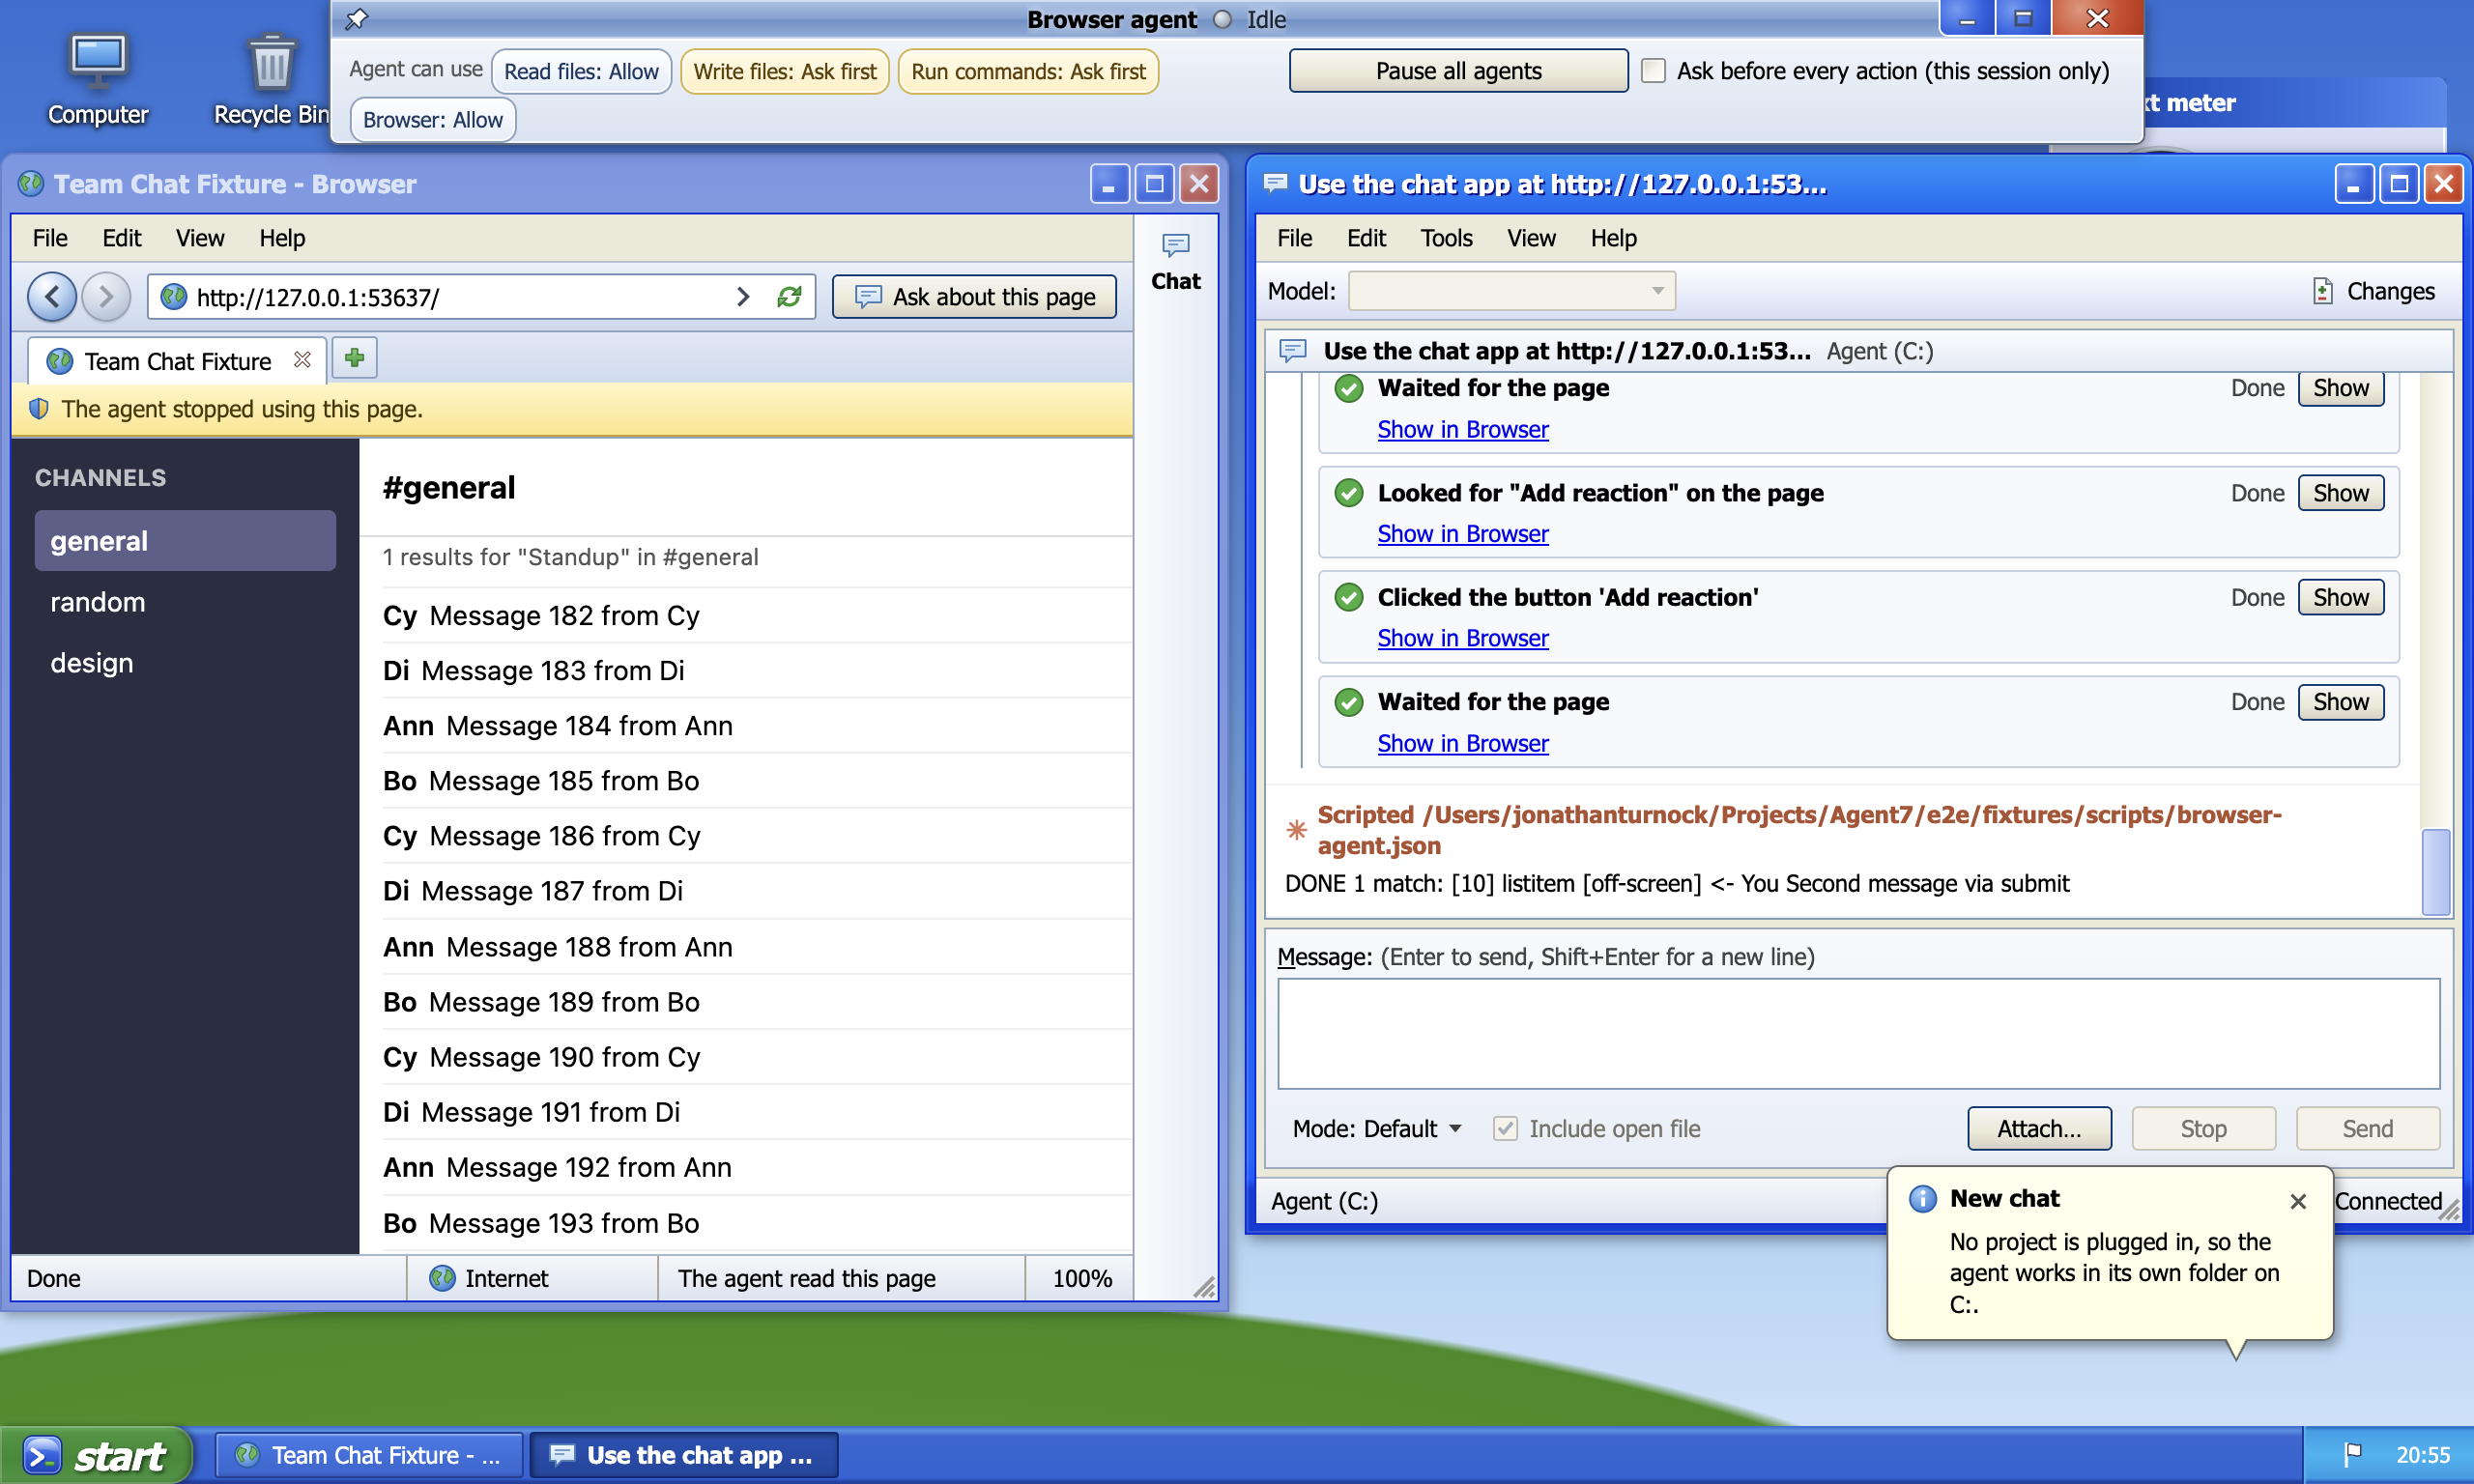 Browser agent Idle
Computer
Recycle Bin
Agent can use Read files: Allow Write files: Ask first Run commands: Ask first
Browser: Allow
Pause all agents Ask before every action (this session only)
xt meter
Team Chat Fixture - Browser
File Edit View Help
http://127.0.0.1:53637/ Ask about this page
Chat
Team Chat Fixture
The agent stopped using this page.
CHANNELS
general
random
design
#general
1 results for "Standup" in #general
Cy Message 182 from Cy
Di Message 183 from Di
Ann Message 184 from Ann
Bo Message 185 from Bo
Cy Message 186 from Cy
Di Message 187 from Di
Ann Message 188 from Ann
Bo Message 189 from Bo
Cy Message 190 from Cy
Di Message 191 from Di
Ann Message 192 from Ann
Bo Message 193 from Bo
Done Internet The agent read this page 100%
Use the chat app at http://127.0.0.1:53...
File Edit Tools View Help
Model: Changes
Use the chat app at http://127.0.0.1:53... Agent (C:)
Waited for the page Done Show
Show in Browser
Looked for "Add reaction" on the page Done Show
Show in Browser
Clicked the button 'Add reaction' Done Show
Show in Browser
Waited for the page Done Show
Show in Browser
Scripted /Users/jonathanturnock/Projects/Agent7/e2e/fixtures/scripts/browser-
agent.json
DONE 1 match: [10] listitem [off-screen] <- You Second message via submit
Message: (Enter to send, Shift+Enter for a new line)
Mode: Default Include open file Attach... Stop Send
Agent (C:) Connected
New chat
No project is plugged in, so the
agent works in its own folder on
C:.
start Team Chat Fixture - ... Use the chat app ... 20:55